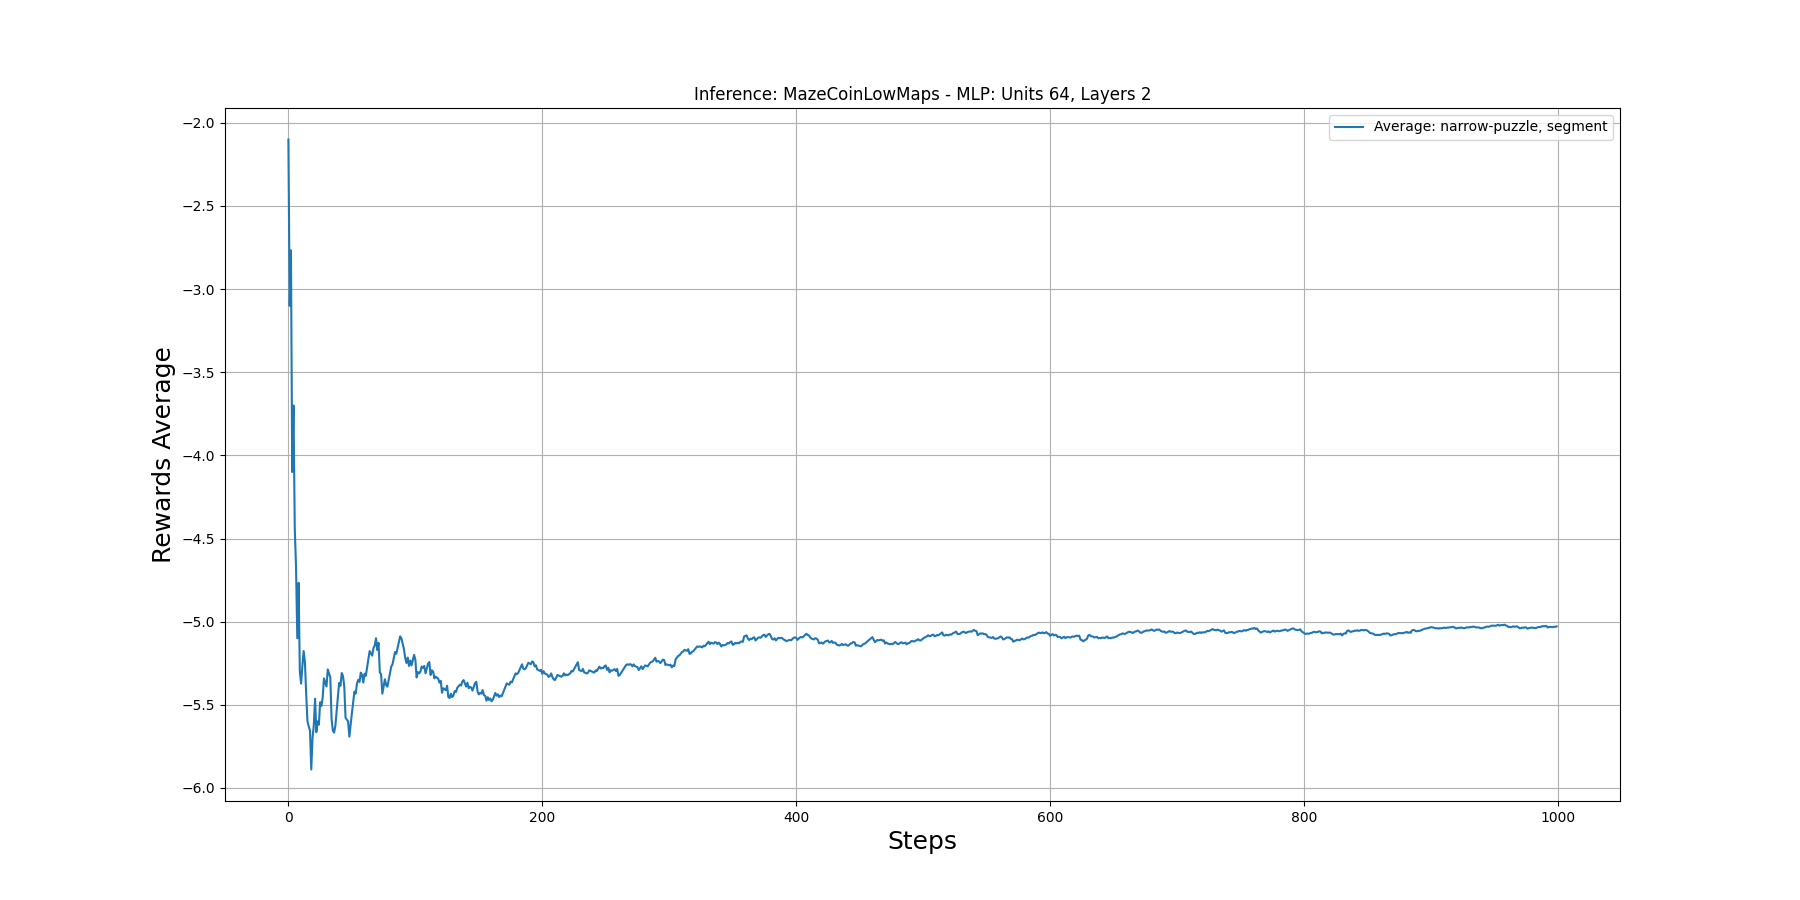 Inference: MazeCoinLowMaps - MLP: Units 64, Layers 2
Average: narrow-puzzle, segment
Rewards Average
−2.0
−2.5
−3.0
−3.5
−4.0
−4.5
−5.0
−5.5
−6.0
0 200 400 600 800 1000
Steps